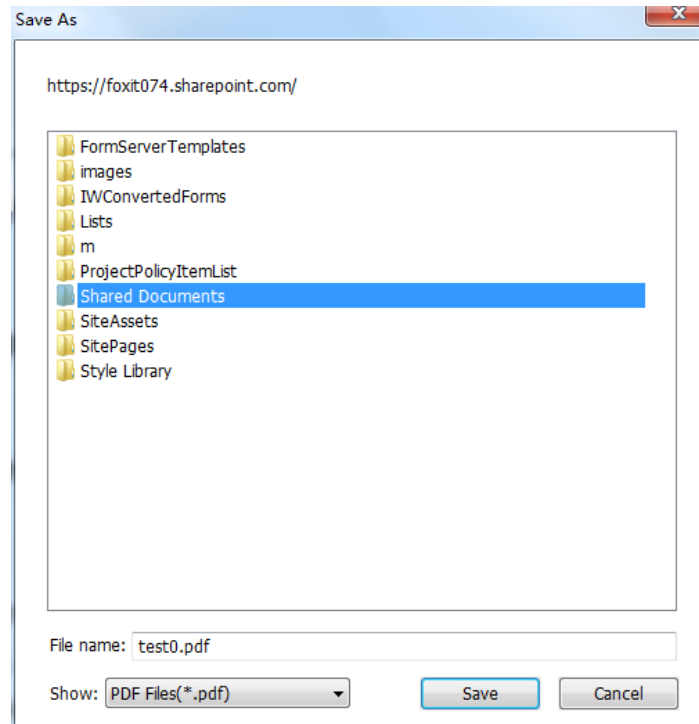 Save As
https://foxit074.sharepoint.com/
FormServerTemplates
images
IWConvertedForms
Lists
m
ProjectPolicyItemList
Shared Documents
SiteAssets
SitePages
Style Library
File name: test0.pdf
Show: PDF Files(*.pdf) Save Cancel